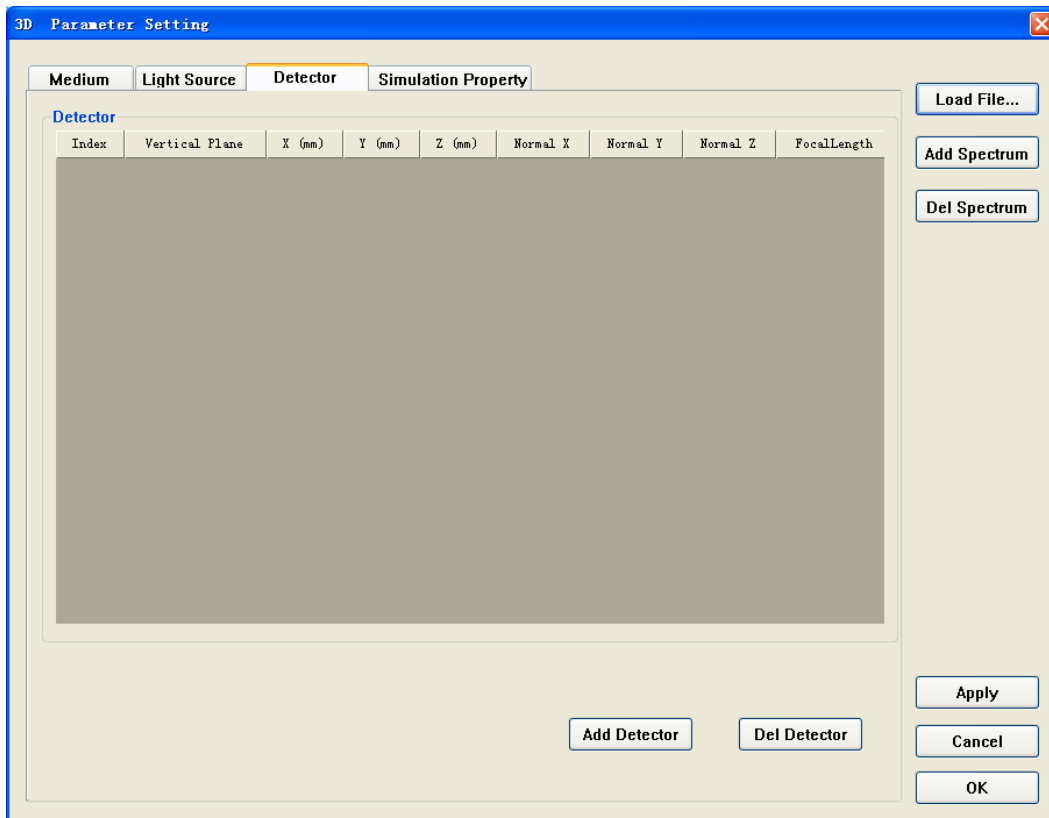 3D Parameter Setting
Medium Light Source Detector Simulation Property
Load File...
Detector
Index Vertical Plane X (mm) Y (mm) Z (mm) Normal X Normal Y Normal Z FocalLength
Add Spectrum
Del Spectrum
Apply
Add Detector Del Detector
Cancel
OK